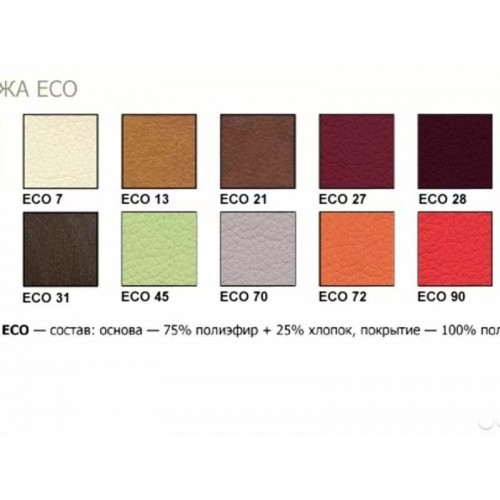 ЖА ECO
ECO 7 ECO 13 ECO 21 ECO 27 ECO 28
ECO 31 ECO 45 ECO 70 ECO 72 ECO 90
ECO — состав: основа — 75% полиэфир + 25% хлопок, покрытие — 100% пол